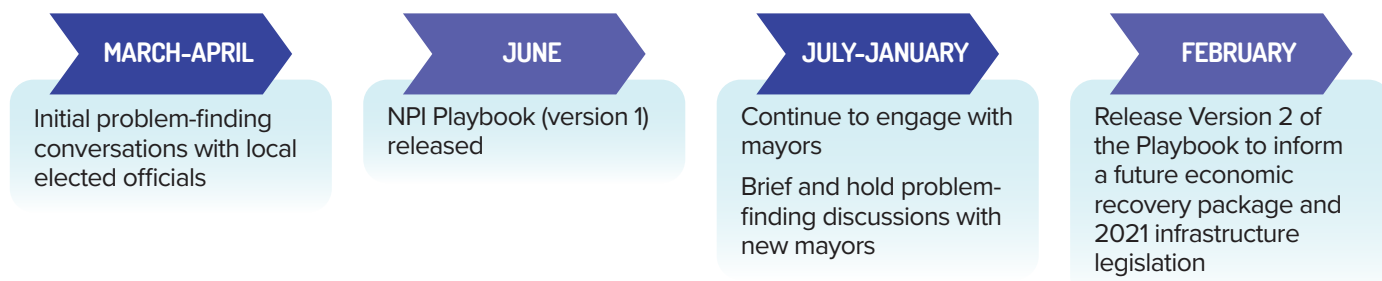 MARCH-APRIL
Initial problem-finding
conversations with local
elected officials
JUNE
NPI Playbook (version 1)
released
JULY-JANUARY
Continue to engage with
mayors
Brief and hold problem-
finding discussions with
new mayors
FEBRUARY
Release Version 2 of
the Playbook to inform
a future economic
recovery package and
2021 infrastructure
legislation